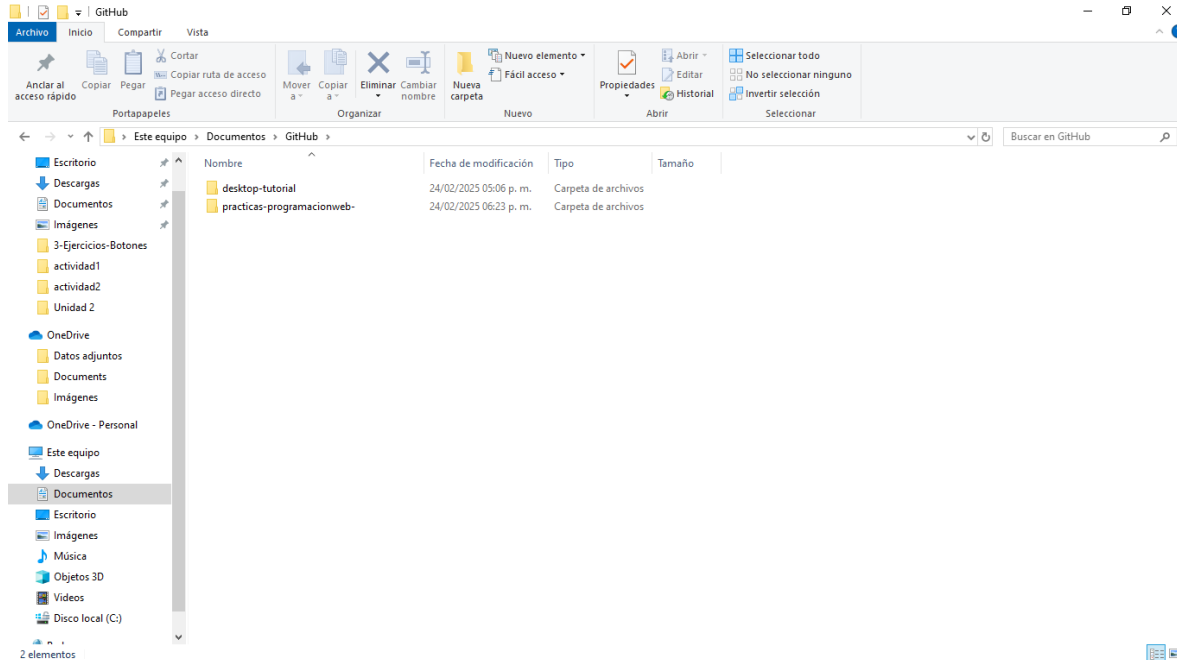 GitHub
Archivo Inicio Compartir Vista
Anclar al acceso rápido
Copiar
Pegar
Cortar
Copiar ruta de acceso
Pegar acceso directo
Portapapeles
Mover a
Copiar a
Eliminar
Cambiar nombre
Organizar
Nueva carpeta
Nuevo elemento
Fácil acceso
Nuevo
Propiedades
Abrir
Editar
Historial
Abrir
Seleccionar todo
No seleccionar ninguno
Invertir selección
Seleccionar
Este equipo > Documentos > GitHub >
Buscar en GitHub
Escritorio
Descargas
Documentos
Imágenes
3-Ejercicios-Botones
actividad1
actividad2
Unidad 2
OneDrive
Datos adjuntos
Documents
Imágenes
OneDrive - Personal
Este equipo
Descargas
Documentos
Escritorio
Imágenes
Música
Objetos 3D
Videos
Disco local (C:)
Nombre Fecha de modificación Tipo Tamaño
desktop-tutorial 24/02/2025 05:06 p. m. Carpeta de archivos
practicas-programacionweb- 24/02/2025 06:23 p. m. Carpeta de archivos
2 elementos